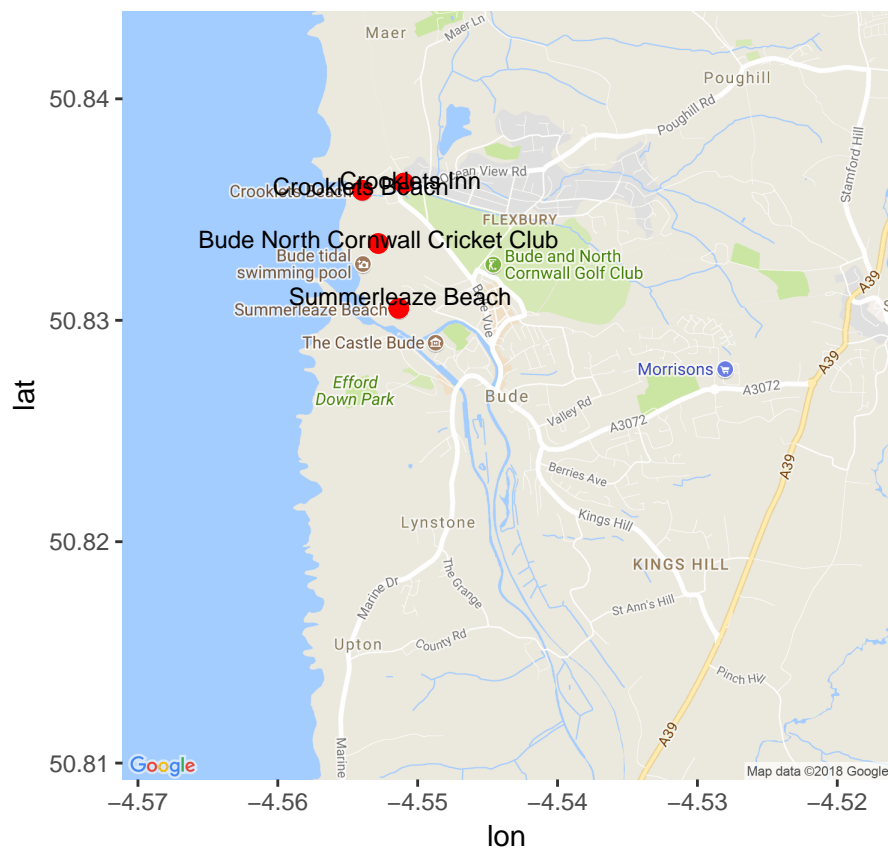 Maer
Maer Ln
Poughill
50.84
Poughill Rd
Stamford Hill
Crooklets Inn
Ocean View Rd
Crooklets Beach
Crooklets Beach
FLEXBURY
Bude North Cornwall Cricket Club
Bude tidal
swimming pool
Bude and North
Cornwall Golf Club
A39
Summerleaze Beach
Summerleaze Beach
50.83
The Castle Bude
A39
Morrisons
Efford
Down Park
Bude
A3072
Valley Rd
A3072
lat
A39
Berries Ave
Kings Hill
Lynstone
50.82
KINGS HILL
The Grange
Marine Dr
St Ann's Hill
County Rd
Upton
Pinch Hill
A39
Marine
50.81
Google
Map data ©2018 Google
−4.57
−4.56
−4.55
−4.54
−4.53
−4.52
lon